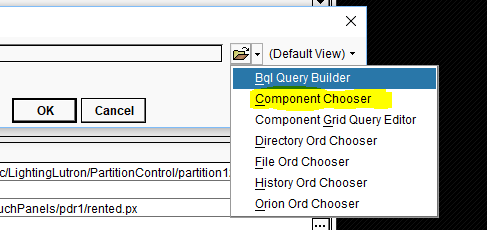 (Default View)
Bql Query Builder
Component Chooser
OK Cancel
Component Grid Query Editor
Directory Ord Chooser
c/LightingLutron/PartitionControl/partition1
File Ord Chooser
History Ord Chooser
uchPanels/pdr1/rented.px
Orion Ord Chooser
...